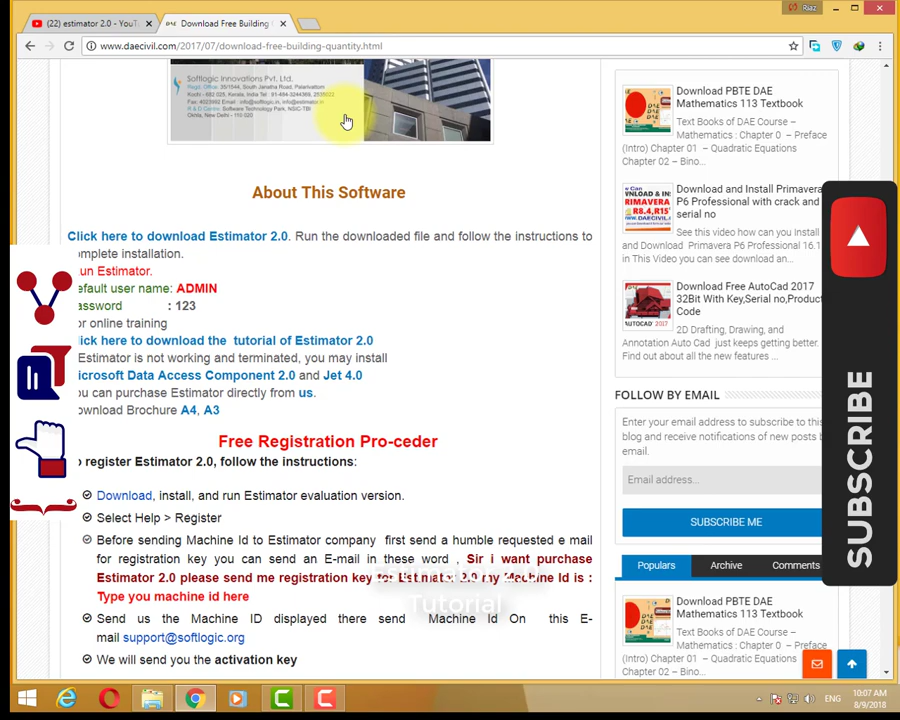 Riaz
(22) estimator 2.0 - YouT
Download Free Building
www.daecivil.com/2017/07/download-free-building-quantity.html
Softlogic Innovations Pvt. Ltd.
About This Software
Click here to download Estimator 2.0. Run the downloaded file and follow the instructions to
omplete installation.
un Estimator.
efault user name: ADMIN
assword : 123
or online training
ick here to download the tutorial of Estimator 2.0
Estimator is not working and terminated, you may install
icrosoft Data Access Component 2.0 and Jet 4.0
ou can purchase Estimator directly from us.
ownload Brochure A4, A3
Free Registration Pro-ceder
o register Estimator 2.0, follow the instructions:
Download, install, and run Estimator evaluation version.
Select Help > Register
Before sending Machine Id to Estimator company first send a humble requested e mail
for registration key you can send an E-mail in these word , Sir i want purchase
Estimator 2.0 please send me registration key for Estimator 2.0 my Machine Id is :
Type you machine id here
Tutorial
Send us the Machine ID displayed there send Machine Id On this E-
mail support@softlogic.org
We will send you the activation key
Download PBTE DAE
Mathematics 113 Textbook
Text Books of DAE Course –
Mathematics : Chapter 0 – Preface
(Intro) Chapter 01 – Quadratic Equations
Chapter 02 – Bino...
Download and Install Primavera
P6 Professional with crack and
serial no
See this video how can you Install
and Download Primavera P6 Professional 16.1
in This Video you can see download an...
Download Free AutoCad 2017
32Bit With Key,Serial no,Product
Code
2D Drafting, Drawing, and
Annotation Auto Cad just keeps getting better.
Find out about all the new features ...
FOLLOW BY EMAIL
Enter your email address to subscribe to this
blog and receive notifications of new posts b
email.
Email address...
SUBSCRIBE ME
Populars Archive Comments
Download PBTE DAE
Mathematics 113 Textbook
Text Books of DAE Course –
Mathematics : Chapter 0 – Preface
(Intro) Chapter 01 – Quadratic Equations
Chapter 02 – Bino...
SUBSCRIBE
ENG
10:07 AM
8/9/2018